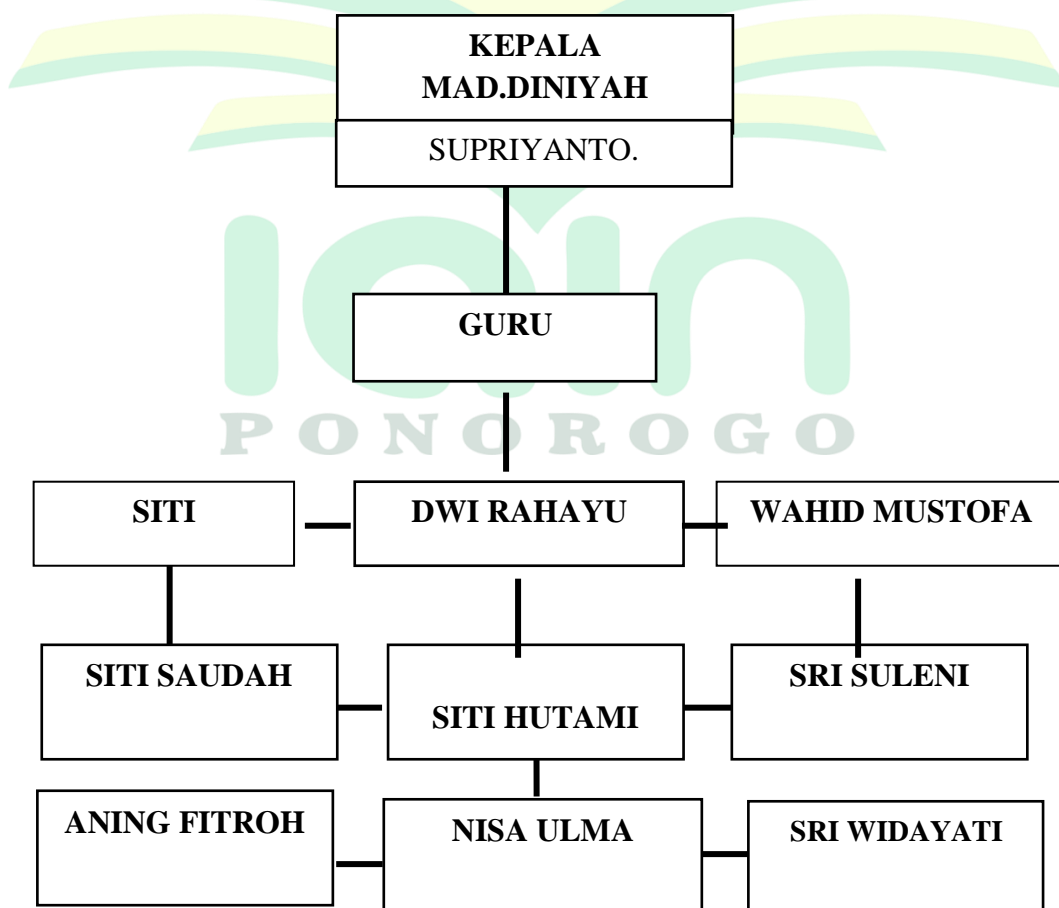 KEPALA
MAD.DINIYAH
SUPRIYANTO.
iain
GURU
PONOROGO
SITI
DWI RAHAYU
WAHID MUSTOFA
SITI SAUDAH
SITI HUTAMI
SRI SULENI
ANING FITROH
NISA ULMA
SRI WIDAYATI